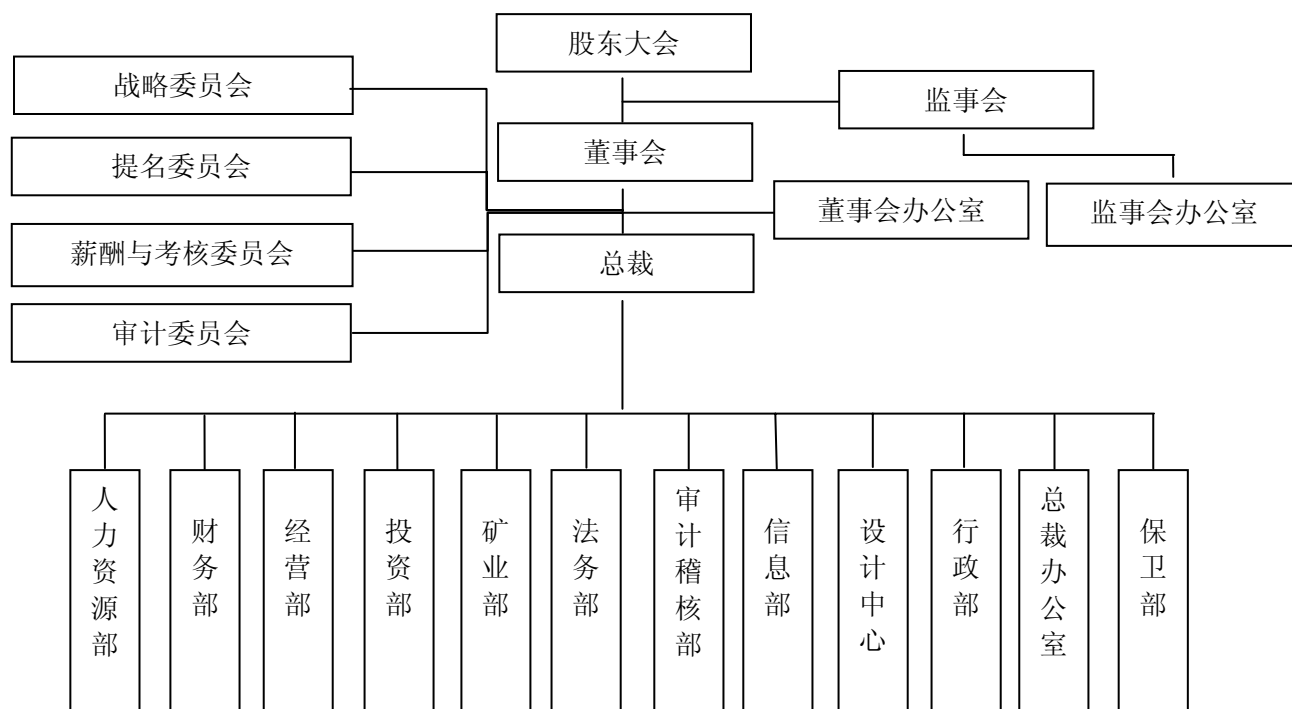 股东大会
战略委员会
监事会
提名委员会
董事会
董事会办公室
监事会办公室
薪酬与考核委员会
总裁
审计委员会
人力资源部
财务部
经营部
投资部
矿业部
法务部
审计稽核部
信息部
设计中心
行政部
总裁办公室
保卫部